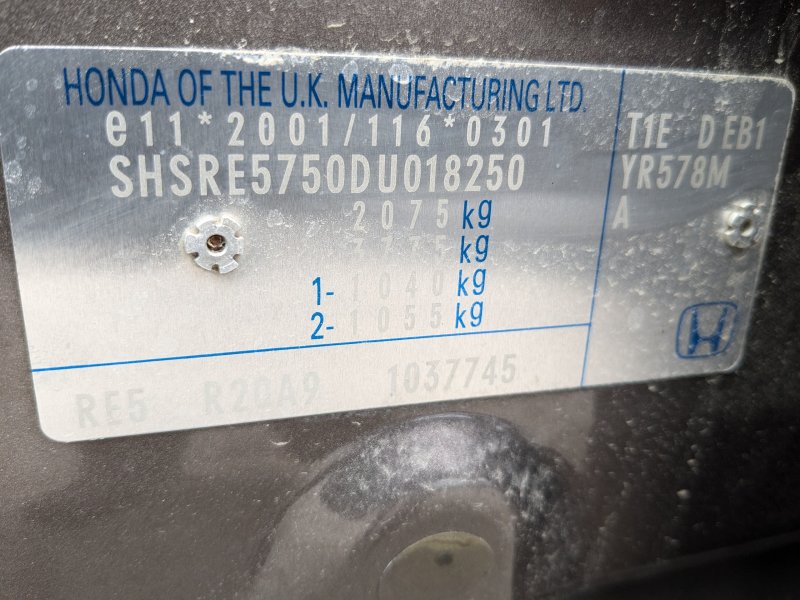 HONDA OF THE U.K. MANUFACTURING LTD.
e11*2001/116*0301
SHSRE5750DU018250
2075 kg
kg
1- 1040 kg
2- 1055 kg
RE5 R20A9 1037745
T1E DEB1
YR578M
A